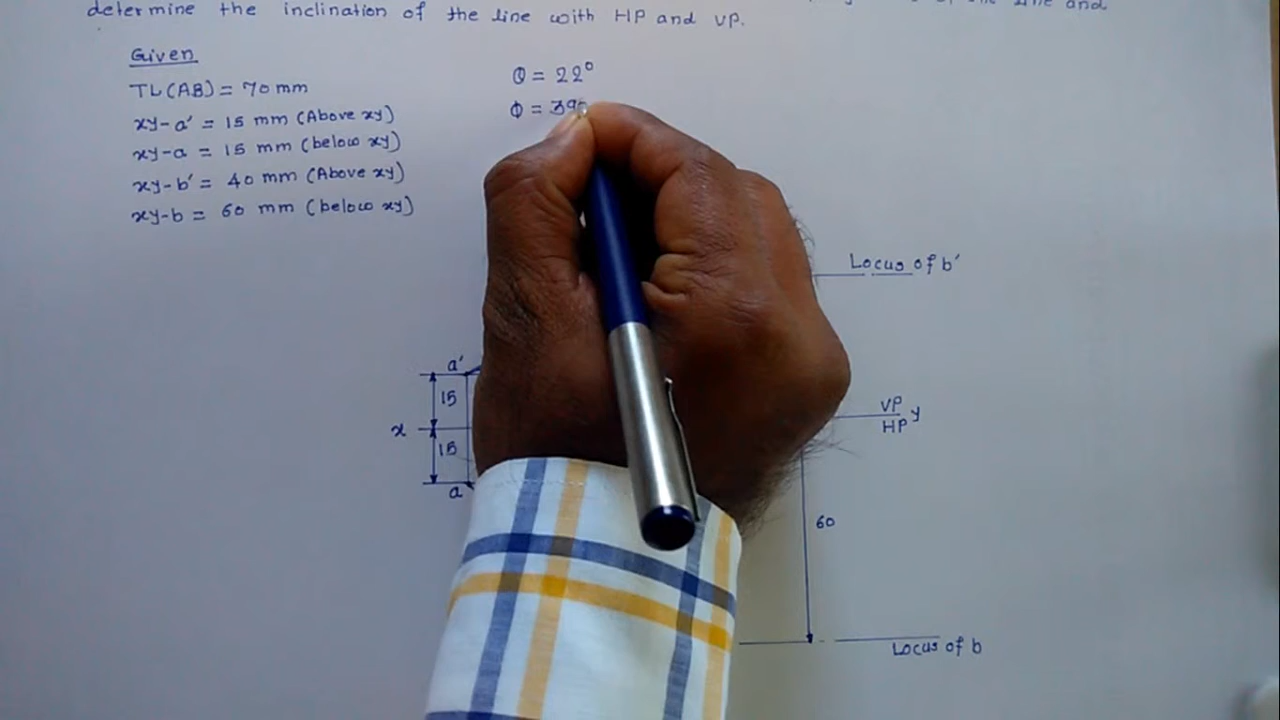 determine the inclination of the line with HP and VP.
Given
TL(AB) = 70 mm
xy-a' = 15 mm (Above xy)
xy-a = 15 mm (below xy)
xy-b' = 40 mm (Above xy)
xy-b = 60 mm (below xy)
θ = 22°
ϕ = 39
Locus of b'
a'
15
x
15
a
VP
HP
y
60
Locus of b